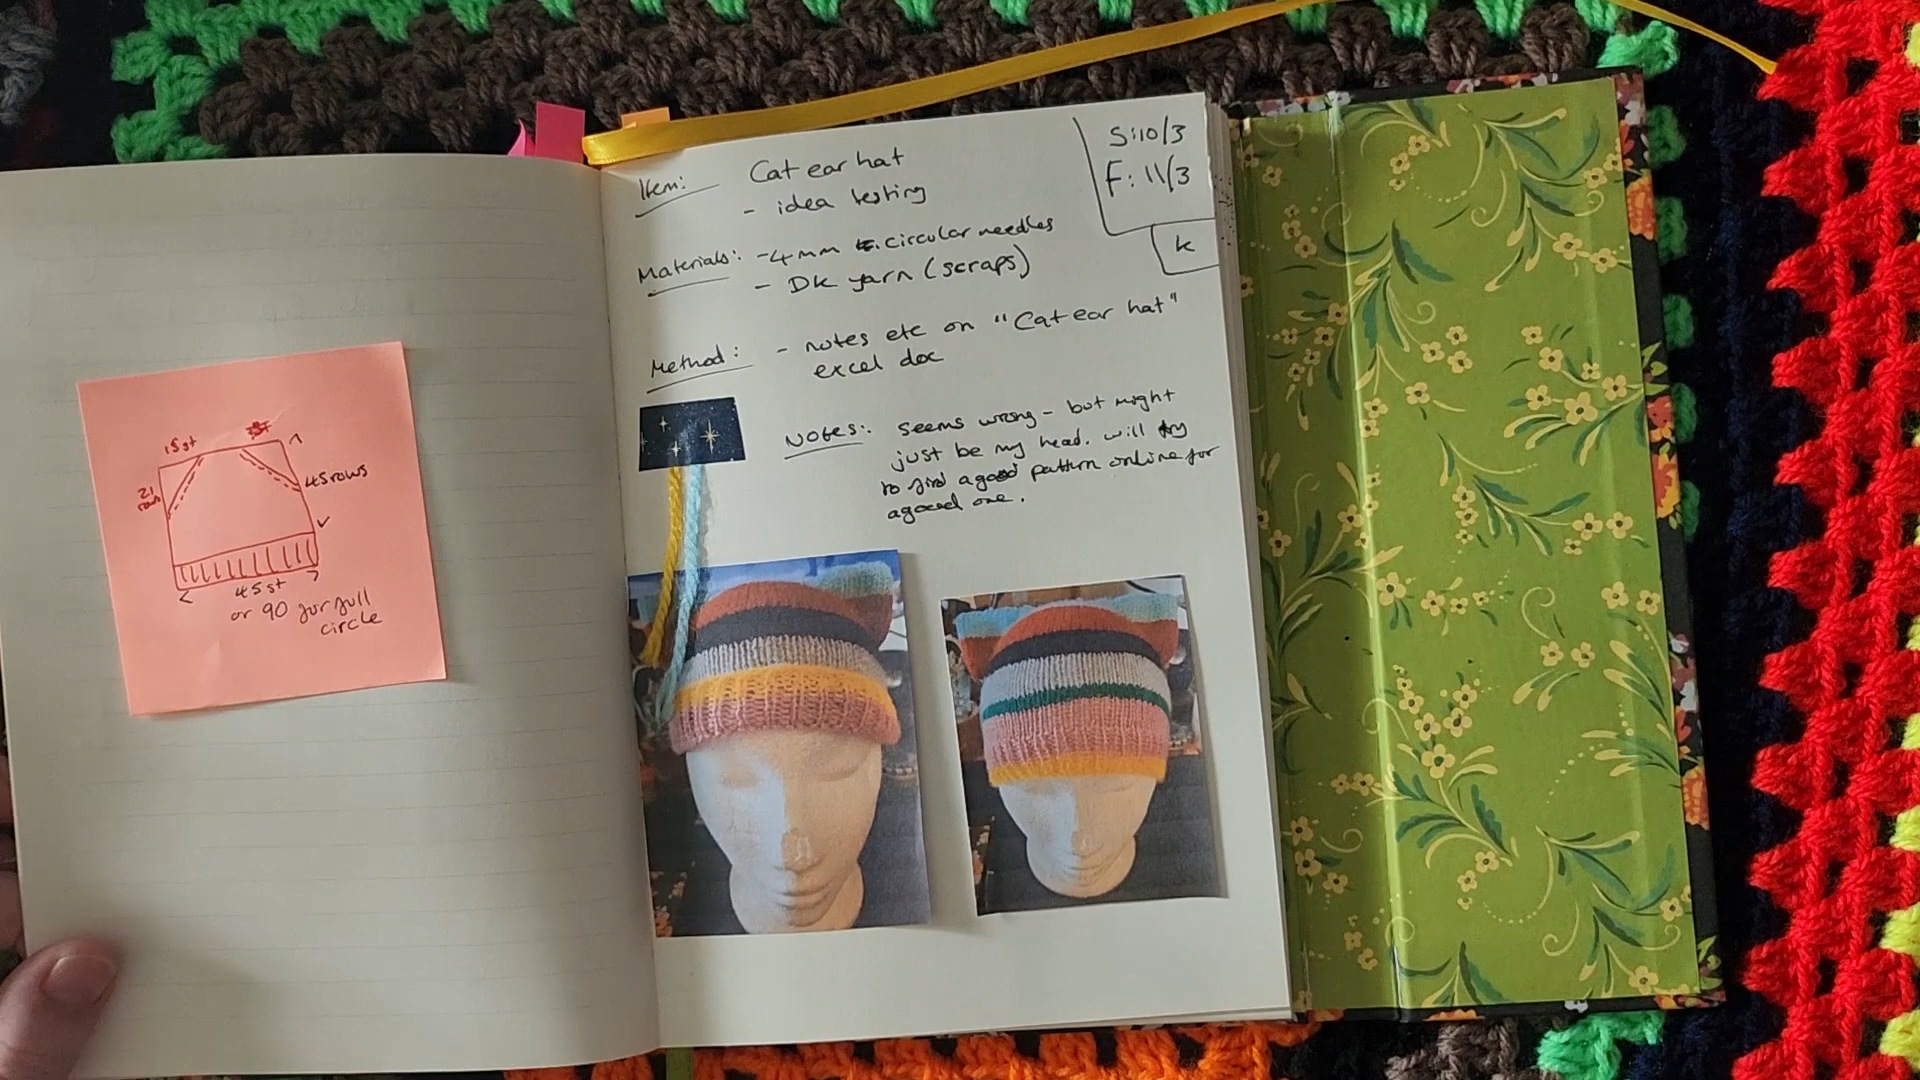 15st
21 rows
45 rows
45st
or 90 for full
circle
Item: Cat ear hat
- idea testing
S:10/3
F:11/3
K
Materials: - 4mm circular needles
- DK yarn (scraps)
Method: - notes etc on "Cat ear hat"
excel doc
Notes: seems wrong - but might
just be my head. will try
to find a good pattern online for
a good one.